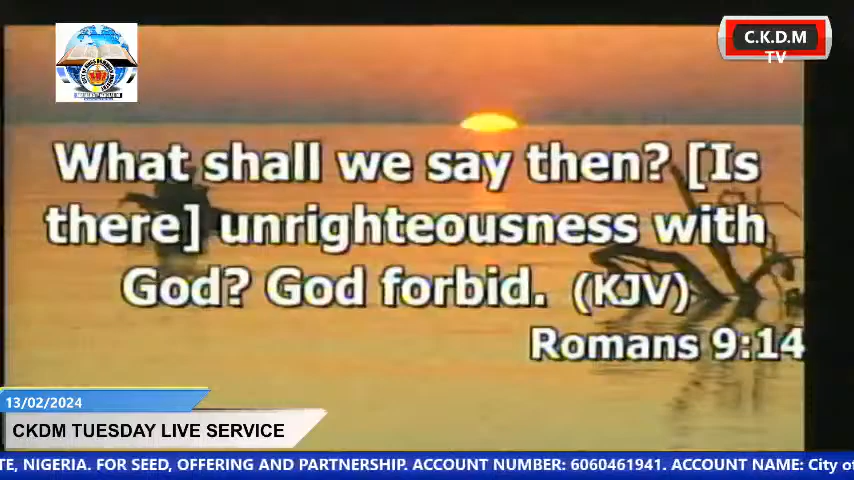 C.K.D.M
TV
What shall we say then? [Is
there] unrighteousness with
God? God forbid. (KJV)
Romans 9:14
13/02/2024
CKDM TUESDAY LIVE SERVICE
TE, NIGERIA. FOR SEED, OFFERING AND PARTNERSHIP. ACCOUNT NUMBER: 6060461941. ACCOUNT NAME: City of